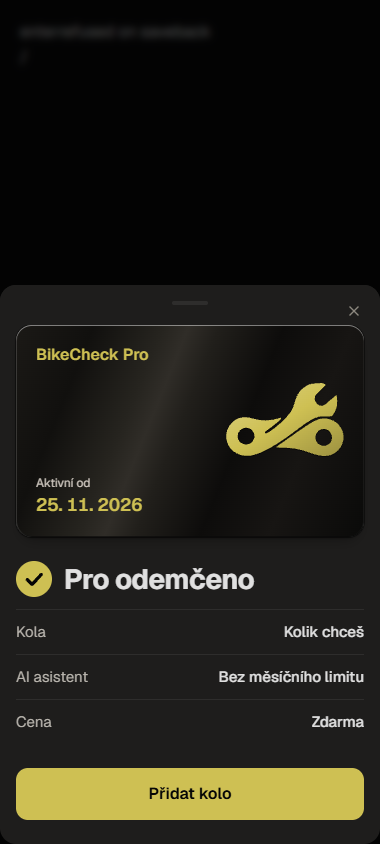 BikeCheck Pro
Aktivní od
25. 11. 2026
Pro odemčeno
Kola Kolik chceš
AI asistent Bez měsíčního limitu
Cena Zdarma
Přidat kolo